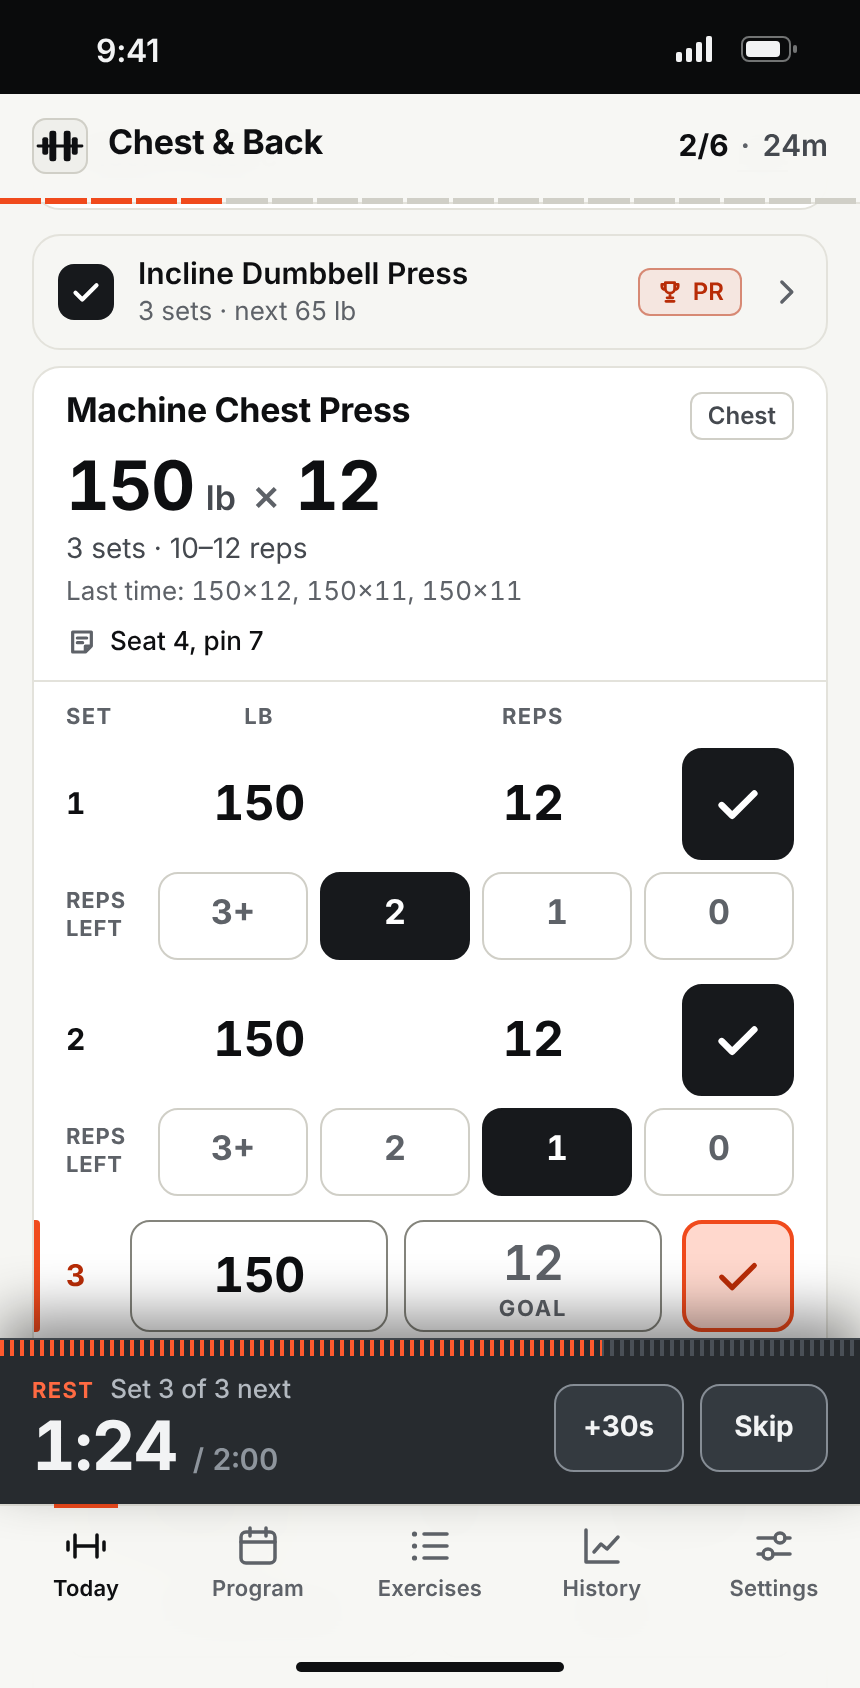 9:41
Chest & Back
2/6 · 24m
Incline Dumbbell Press
3 sets · next 65 lb
PR
Machine Chest Press
Chest
150 lb × 12
3 sets · 10–12 reps
Last time: 150×12, 150×11, 150×11
Seat 4, pin 7
SET LB REPS
1 150 12
REPS LEFT 3+ 2 1 0
2 150 12
REPS LEFT 3+ 2 1 0
3 150 12
GOAL
REST Set 3 of 3 next
1:24 / 2:00
+30s Skip
Today Program Exercises History Settings